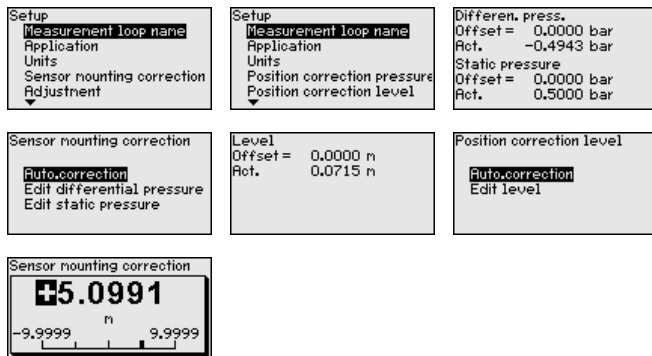 Setup
Measurement loop name
Application
Units
Sensor mounting correction
Adjustment
Setup
Measurement loop name
Application
Units
Position correction pressure
Position correction level
Differen. press.
Offset = 0.0000 bar
Act. -0.4943 bar
Static pressure
Offset = 0.0000 bar
Act. 0.5000 bar
Sensor mounting correction
Auto.correction
Edit differential pressure
Edit static pressure
Level
Offset = 0.0000 m
Act. 0.0715 m
Position correction level
Auto.correction
Edit level
Sensor mounting correction
+5.0991
m
-9.9999 9.9999